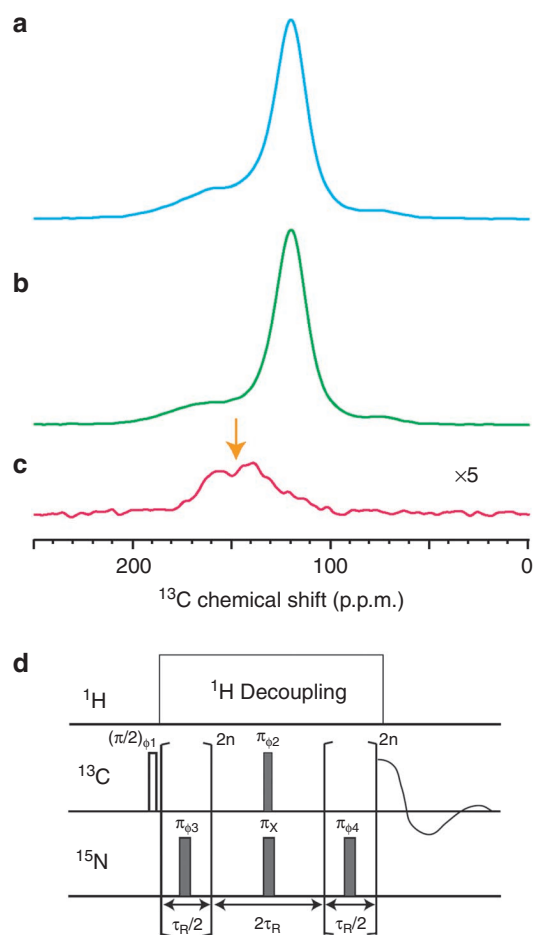 a
b
c
×5
200 100 0
¹³C chemical shift (p.p.m.)
d
¹H
¹H Decoupling
(π/2)ϕ1
2n
πϕ2
2n
¹³C
πϕ3
πX
πϕ4
¹⁵N
τR/2
2τR
τR/2